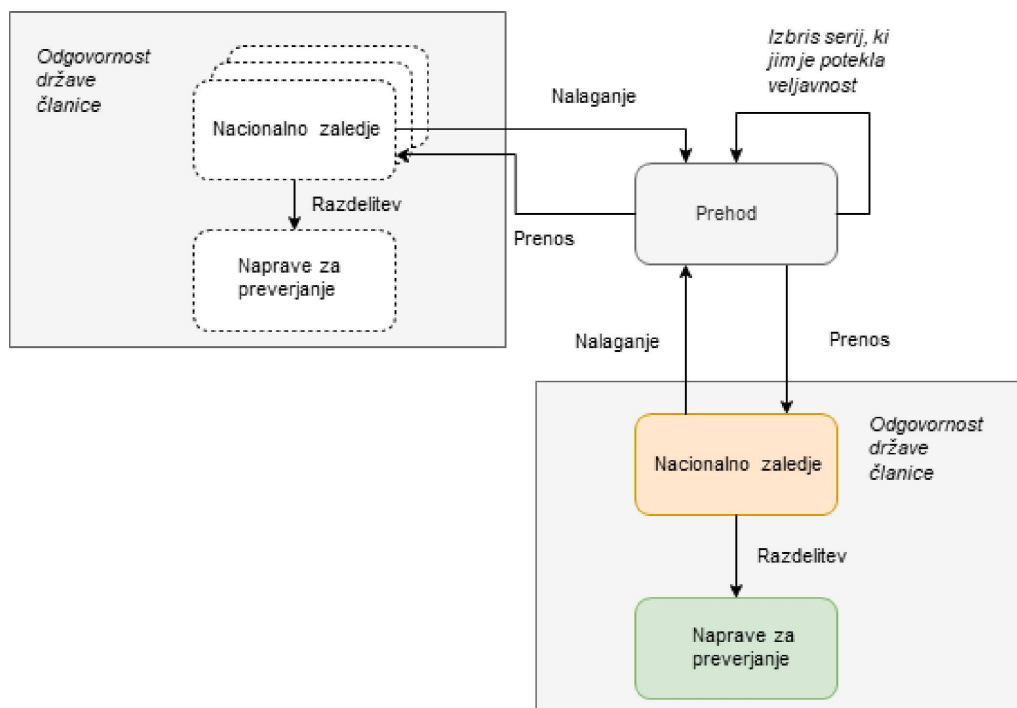 Odgovornost
države
članice
Nacionalno zaledje
Razdelitev
Naprave za
preverjanje
Nalaganje
Prenos
Izbris serij, ki
jim je potekla
veljavnost
Prehod
Nalaganje
Prenos
Nacionalno zaledje
Odgovornost
države
članice
Razdelitev
Naprave za
preverjanje